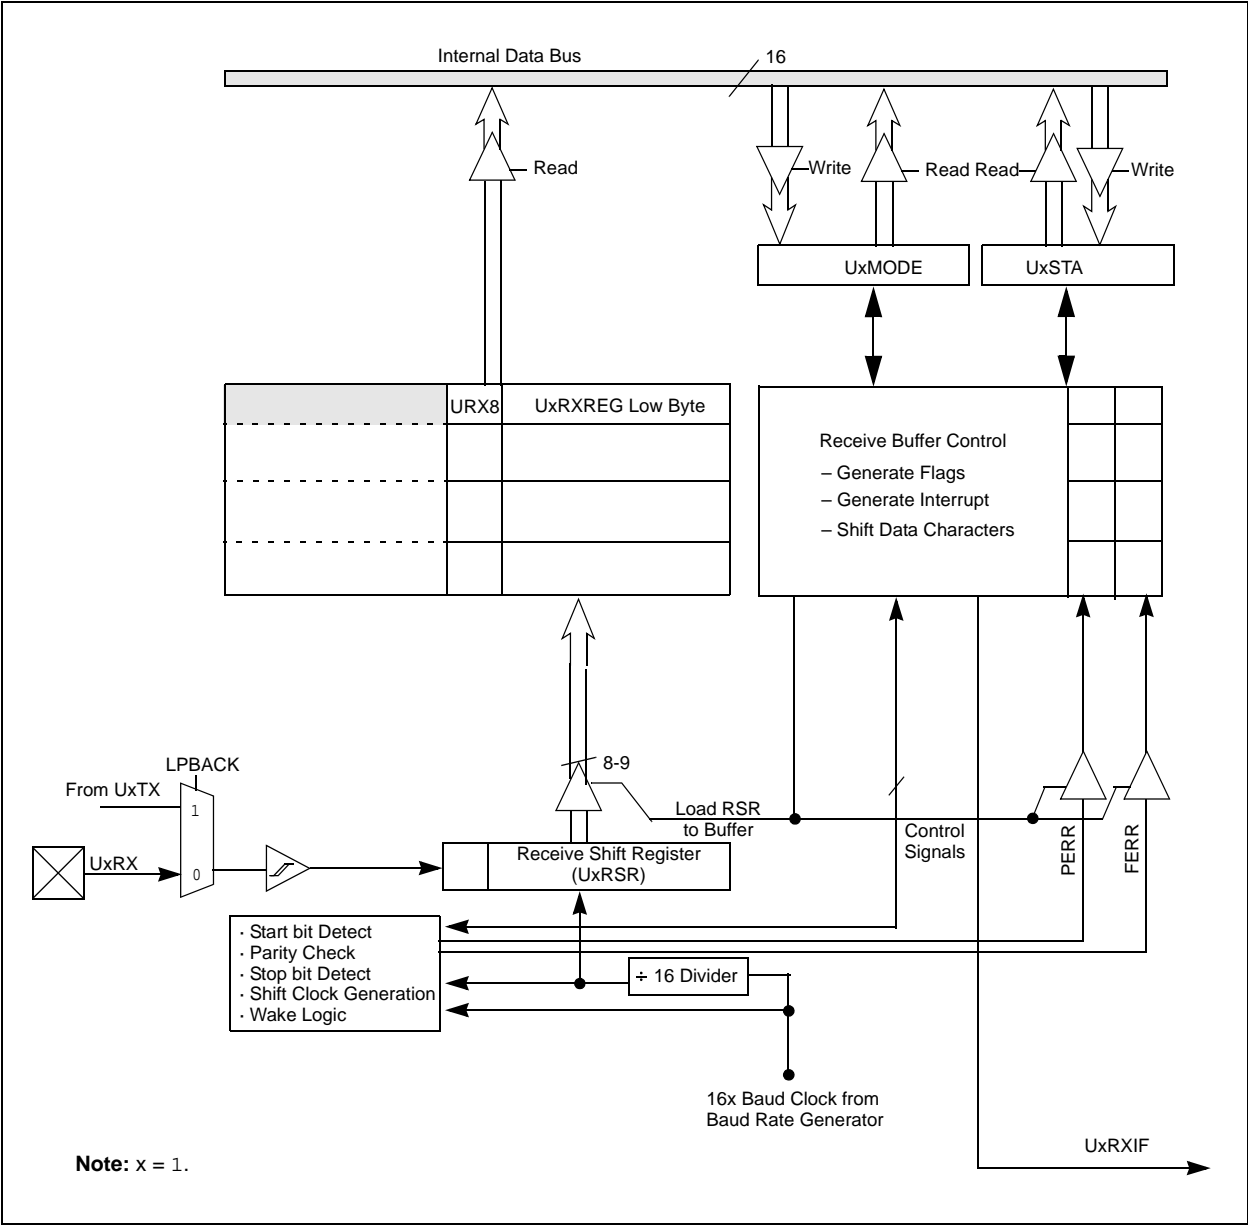 Internal Data Bus
16
Read
Write
Read Read
Write
UxMODE
UxSTA
URX8
UxRXREG Low Byte
Receive Buffer Control
– Generate Flags
– Generate Interrupt
– Shift Data Characters
LPBACK
From UxTX
1
UxRX
0
8-9
Load RSR
to Buffer
Control
Signals
PERR
FERR
Receive Shift Register
(UxRSR)
· Start bit Detect
· Parity Check
· Stop bit Detect
· Shift Clock Generation
· Wake Logic
÷ 16 Divider
16x Baud Clock from
Baud Rate Generator
UxRXIF
Note: x = 1.